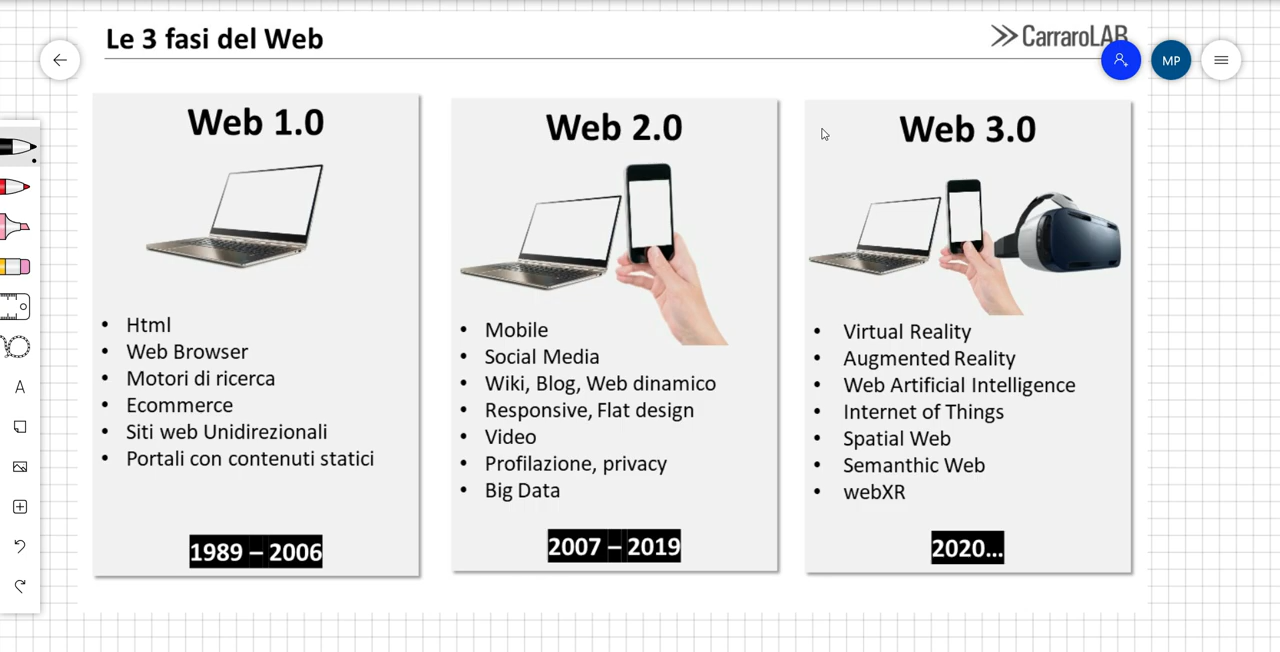 Le 3 fasi del Web
CarraroLAB
MP
Web 1.0
Html
Web Browser
Motori di ricerca
Ecommerce
Siti web Unidirezionali
Portali con contenuti statici
1989 – 2006
Web 2.0
Mobile
Social Media
Wiki, Blog, Web dinamico
Responsive, Flat design
Video
Profilazione, privacy
Big Data
2007 – 2019
Web 3.0
Virtual Reality
Augmented Reality
Web Artificial Intelligence
Internet of Things
Spatial Web
Semanthic Web
webXR
2020...